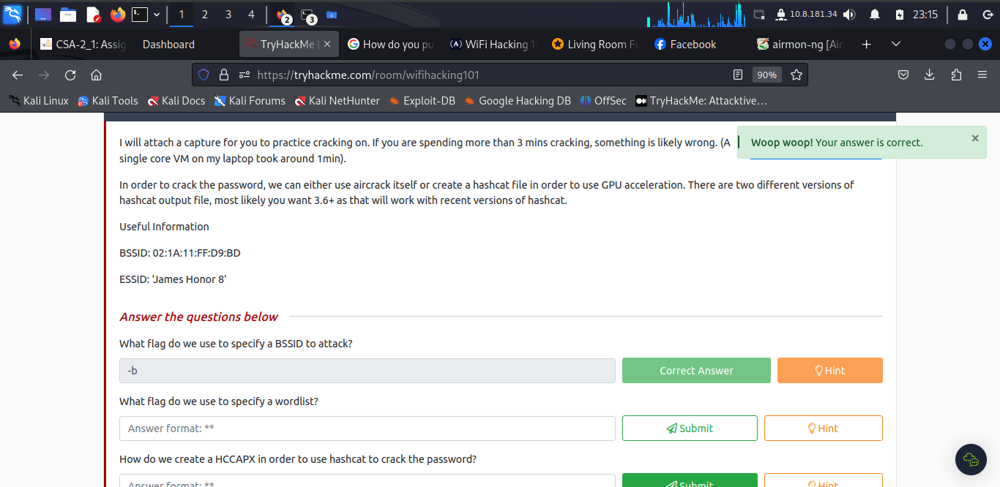 1 2 3 4 2 3 10.8.181.34 23:15
CSA-2_1: Assig Dashboard TryHackMe | How do you pu WiFi Hacking 1 Living Room Fu Facebook airmon-ng [Air
https://tryhackme.com/room/wifihacking101 90%
Kali Linux Kali Tools Kali Docs Kali Forums Kali NetHunter Exploit-DB Google Hacking DB OffSec TryHackMe: Attacktive…
I will attach a capture for you to practice cracking on. If you are spending more than 3 mins cracking, something is likely wrong. (A
single core VM on my laptop took around 1min).
Woop woop! Your answer is correct.
In order to crack the password, we can either use aircrack itself or create a hashcat file in order to use GPU acceleration. There are two different versions of
hashcat output file, most likely you want 3.6+ as that will work with recent versions of hashcat.
Useful Information
BSSID: 02:1A:11:FF:D9:BD
ESSID: 'James Honor 8'
Answer the questions below
What flag do we use to specify a BSSID to attack?
-b Correct Answer Hint
What flag do we use to specify a wordlist?
Answer format: ** Submit Hint
How do we create a HCCAPX in order to use hashcat to crack the password?
Answer format: ** Submit Hint